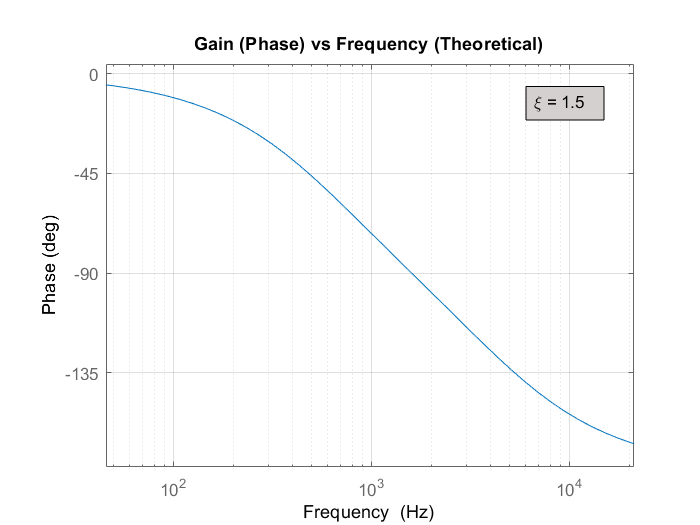 Gain (Phase) vs Frequency (Theoretical)
0
ξ = 1.5
-45
Phase (deg)
-90
-135
10²
10³
10⁴
Frequency (Hz)